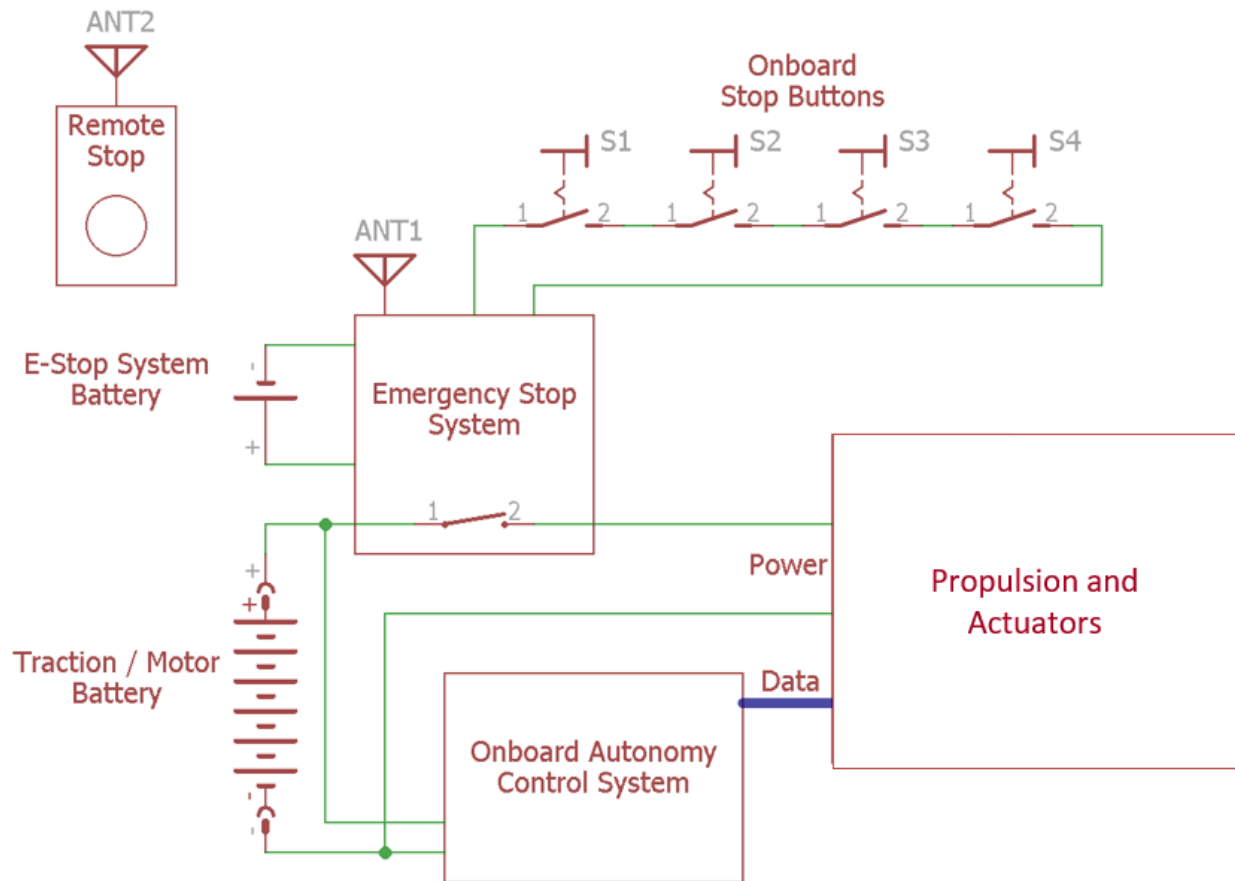 ANT2
Remote
Stop
Onboard
Stop Buttons
S1
S2
S3
S4
1 2 1 2 1 2 1 2
ANT1
E-Stop System
Battery
-
+
Emergency Stop
System
1 2
+
+
Traction / Motor
Battery
-
-
Power
Propulsion and
Actuators
Data
Onboard Autonomy
Control System